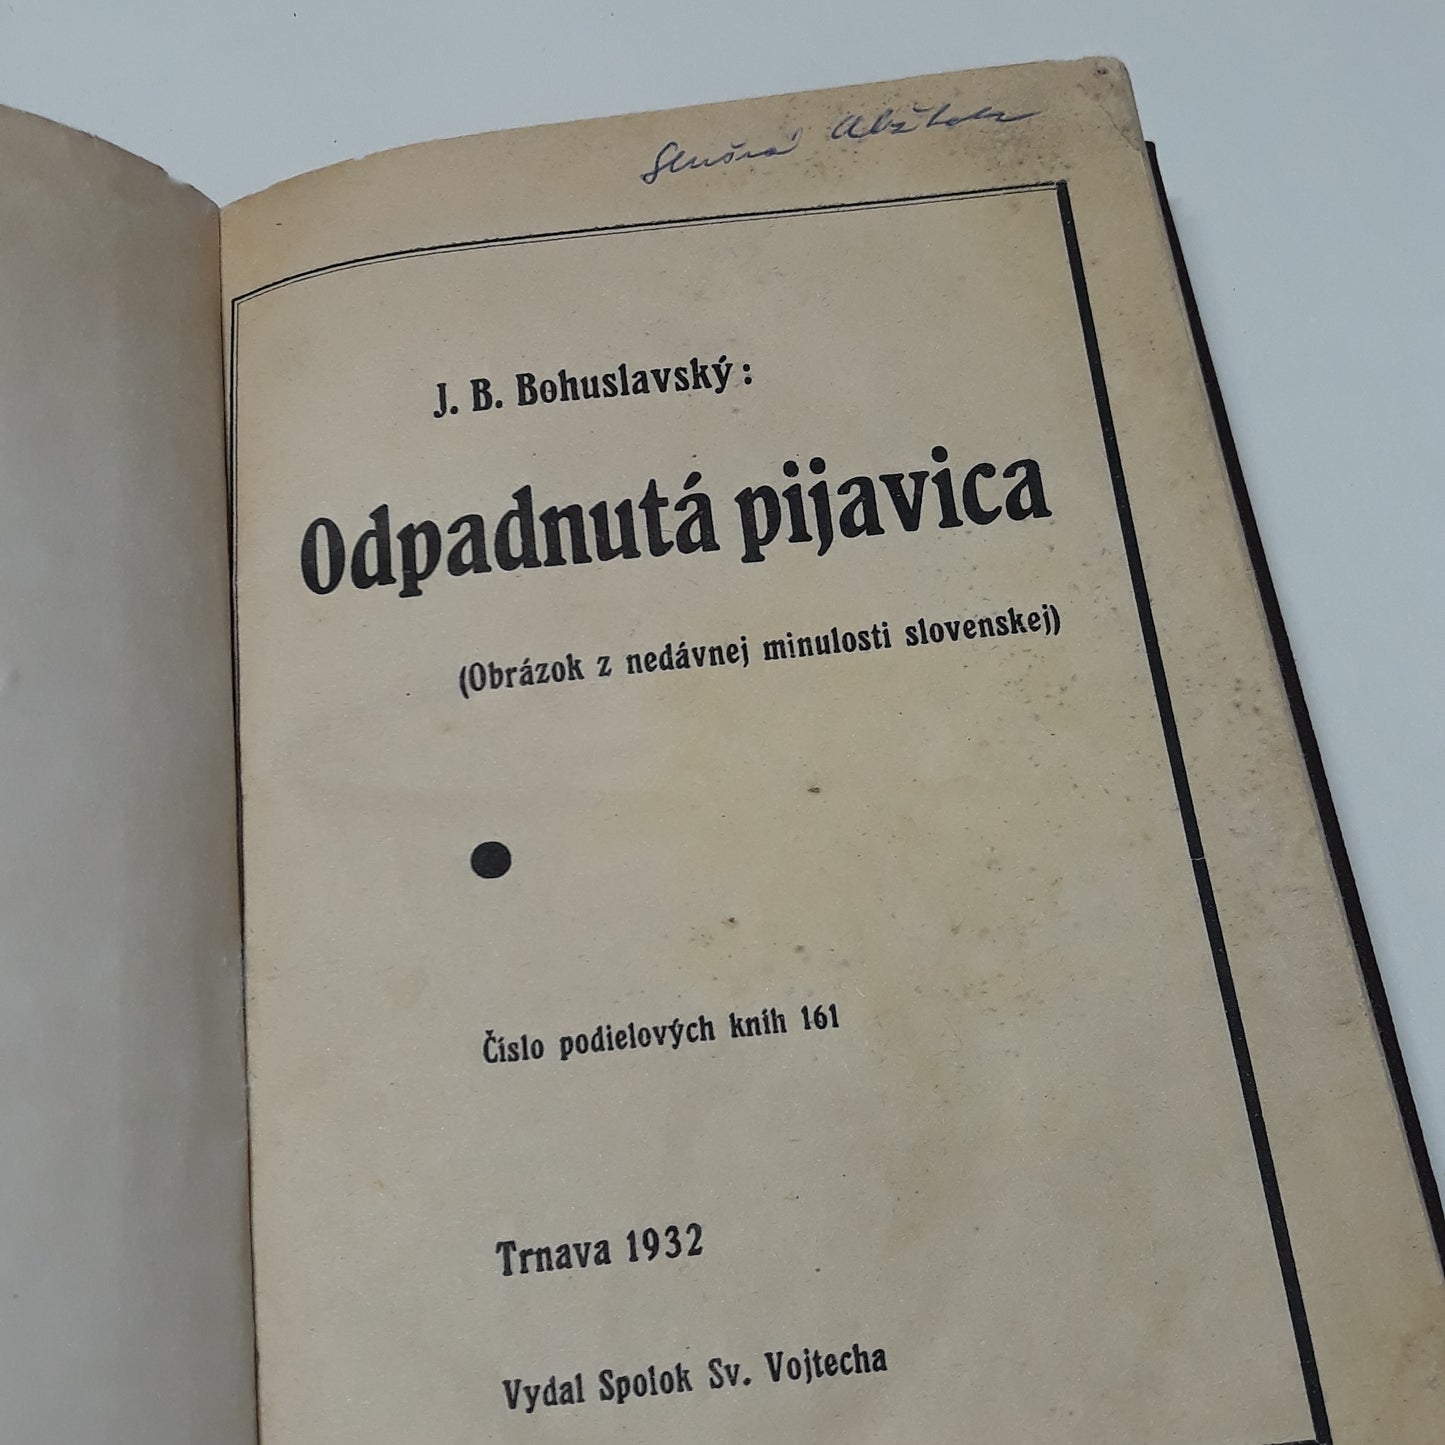 J. B. Bohuslavský:
Odpadnutá pijavica
(Obrázok z nedávnej minulosti slovenskej)
Číslo podielových kníh 161
Trnava 1932
Vydal Spolok Sv. Vojtecha